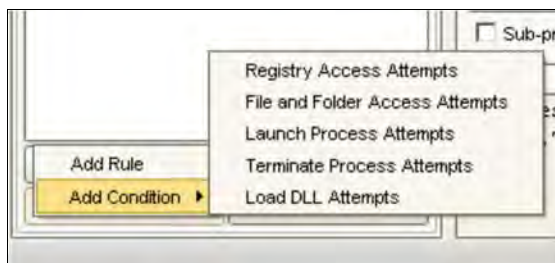 Sub-pr
Registry Access Attempts
File and Folder Access Attempts
Launch Process Attempts
Terminate Process Attempts
Load DLL Attempts
Add Rule
Add Condition